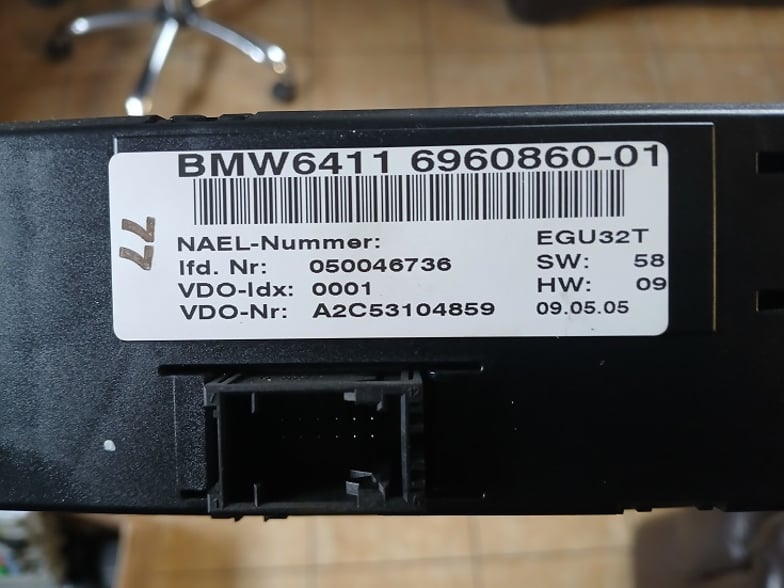 BMW6411 6960860-01
77
NAEL-Nummer: EGU32T
lfd. Nr: 050046736 SW: 58
VDO-Idx: 0001 HW: 09
VDO-Nr: A2C53104859 09.05.05